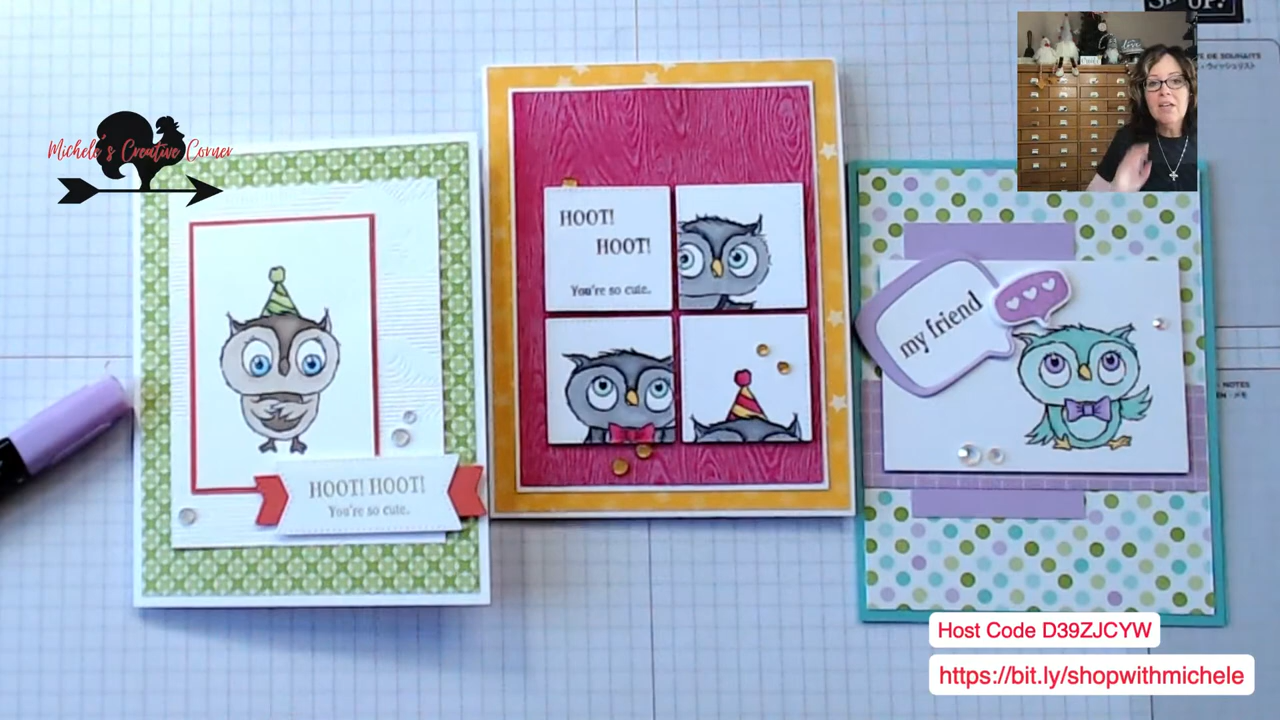 Michele's Creative Corner
HOOT!
HOOT!
You're so cute.
my friend
HOOT! HOOT!
You're so cute.
NOTES
Host Code D39ZJCYW
https://bit.ly/shopwithmichele